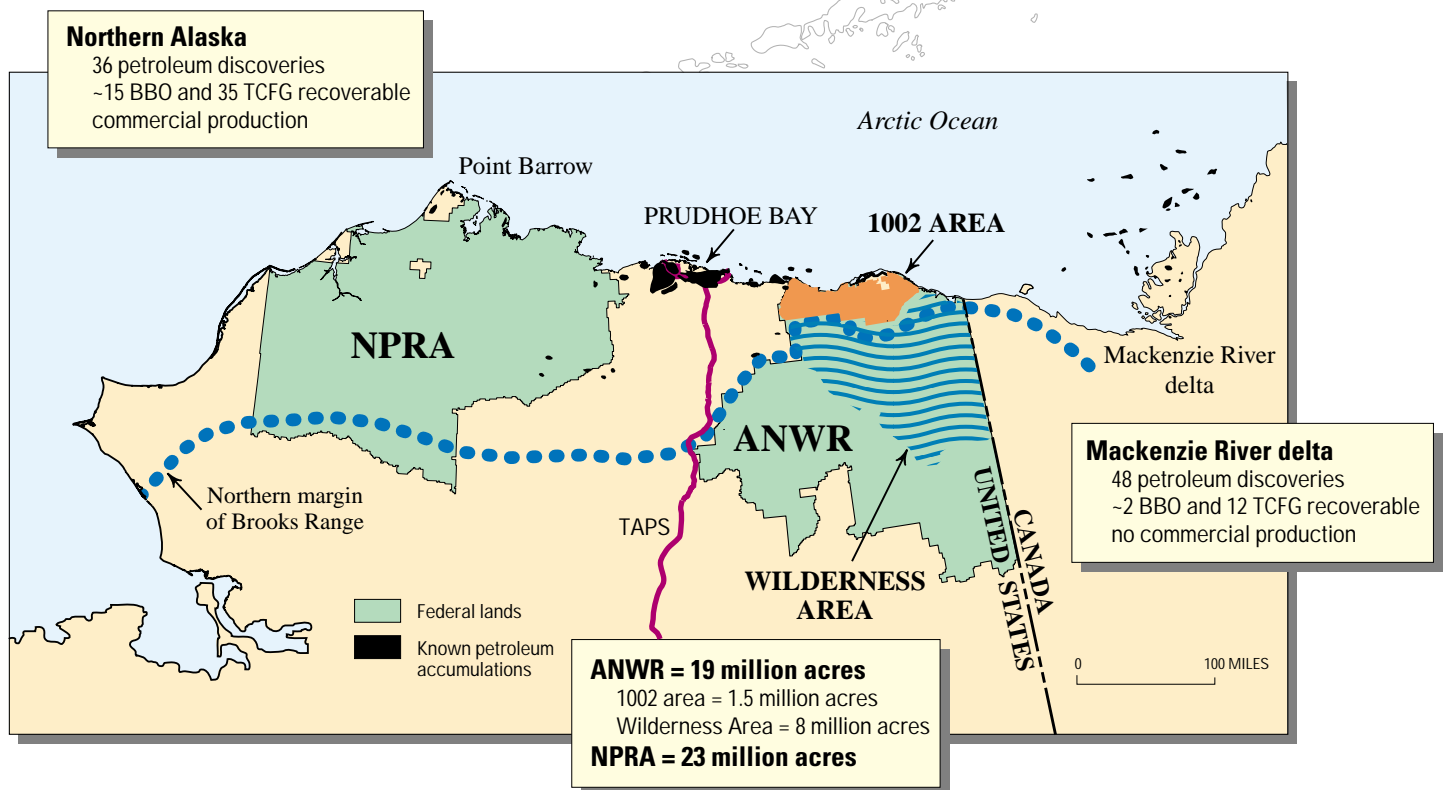 Northern Alaska
36 petroleum discoveries
~15 BBO and 35 TCFG recoverable
commercial production
Arctic Ocean
Point Barrow
PRUDHOE BAY
1002 AREA
NPRA
Mackenzie River
delta
ANWR
Mackenzie River delta
48 petroleum discoveries
~2 BBO and 12 TCFG recoverable
no commercial production
Northern margin
of Brooks Range
TAPS
WILDERNESS
AREA
UNITED STATES
CANADA
Federal lands
Known petroleum
accumulations
ANWR = 19 million acres
1002 area = 1.5 million acres
Wilderness Area = 8 million acres
NPRA = 23 million acres
0 100 MILES